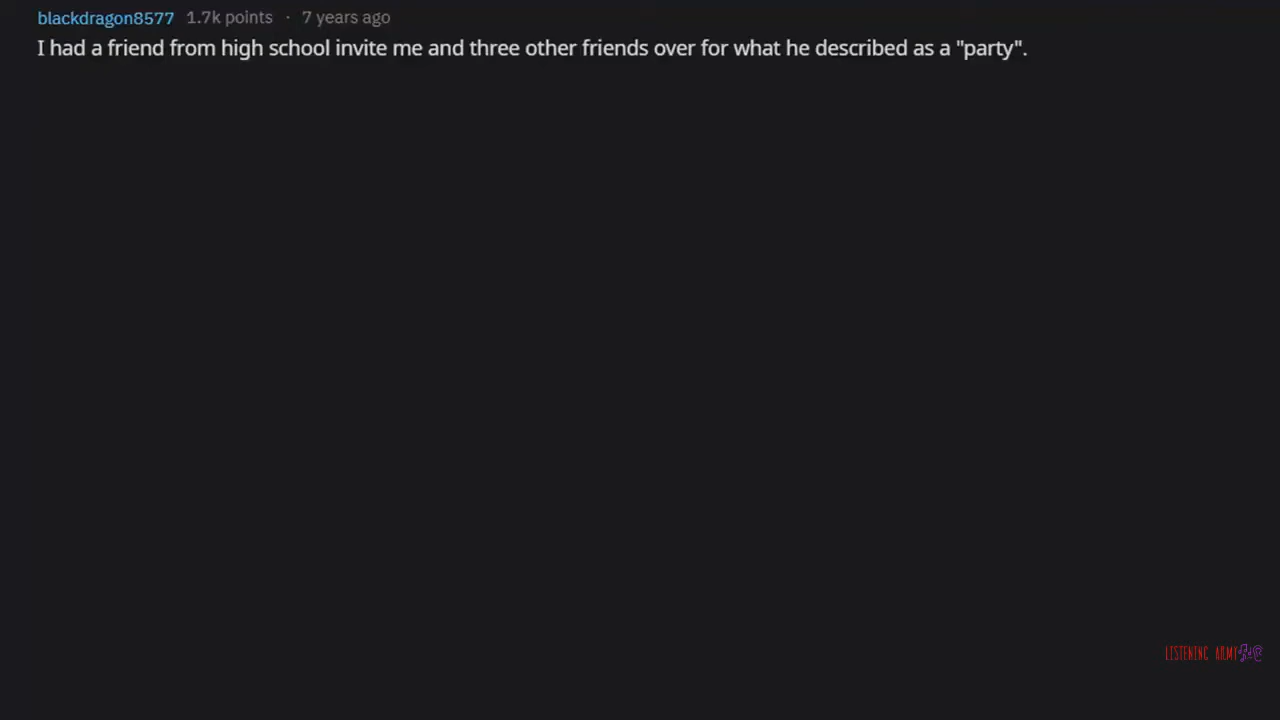 blackdragon8577 1.7k points · 7 years ago
I had a friend from high school invite me and three other friends over for what he described as a "party".
LISTENING ARMY